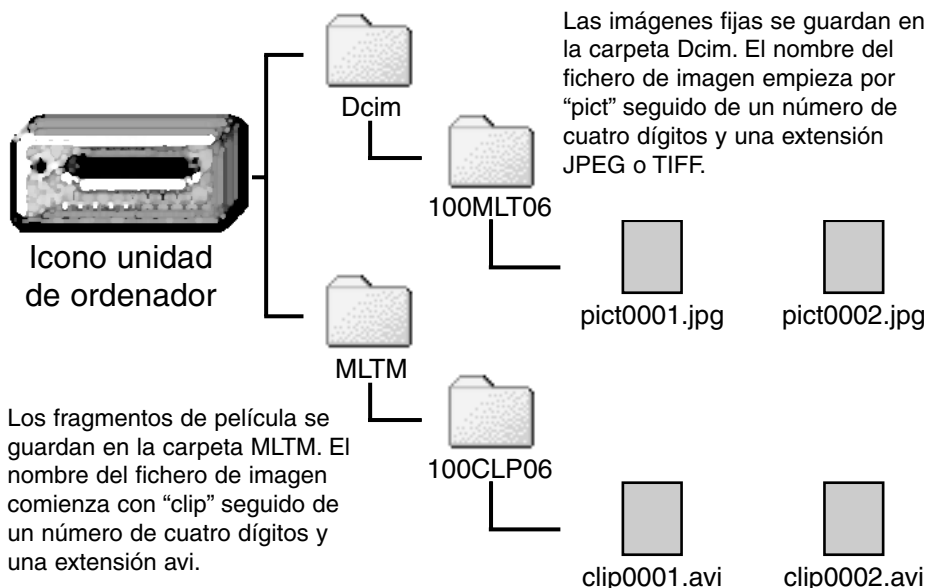 Las imágenes fijas se guardan en
la carpeta Dcim. El nombre del
fichero de imagen empieza por
“pict” seguido de un número de
cuatro dígitos y una extensión
JPEG o TIFF.
Dcim
100MLT06
Icono unidad
de ordenador
pict0001.jpg
pict0002.jpg
MLTM
Los fragmentos de película se
guardan en la carpeta MLTM. El
nombre del fichero de imagen
comienza con “clip” seguido de
un número de cuatro dígitos y
una extensión avi.
100CLP06
clip0001.avi
clip0002.avi